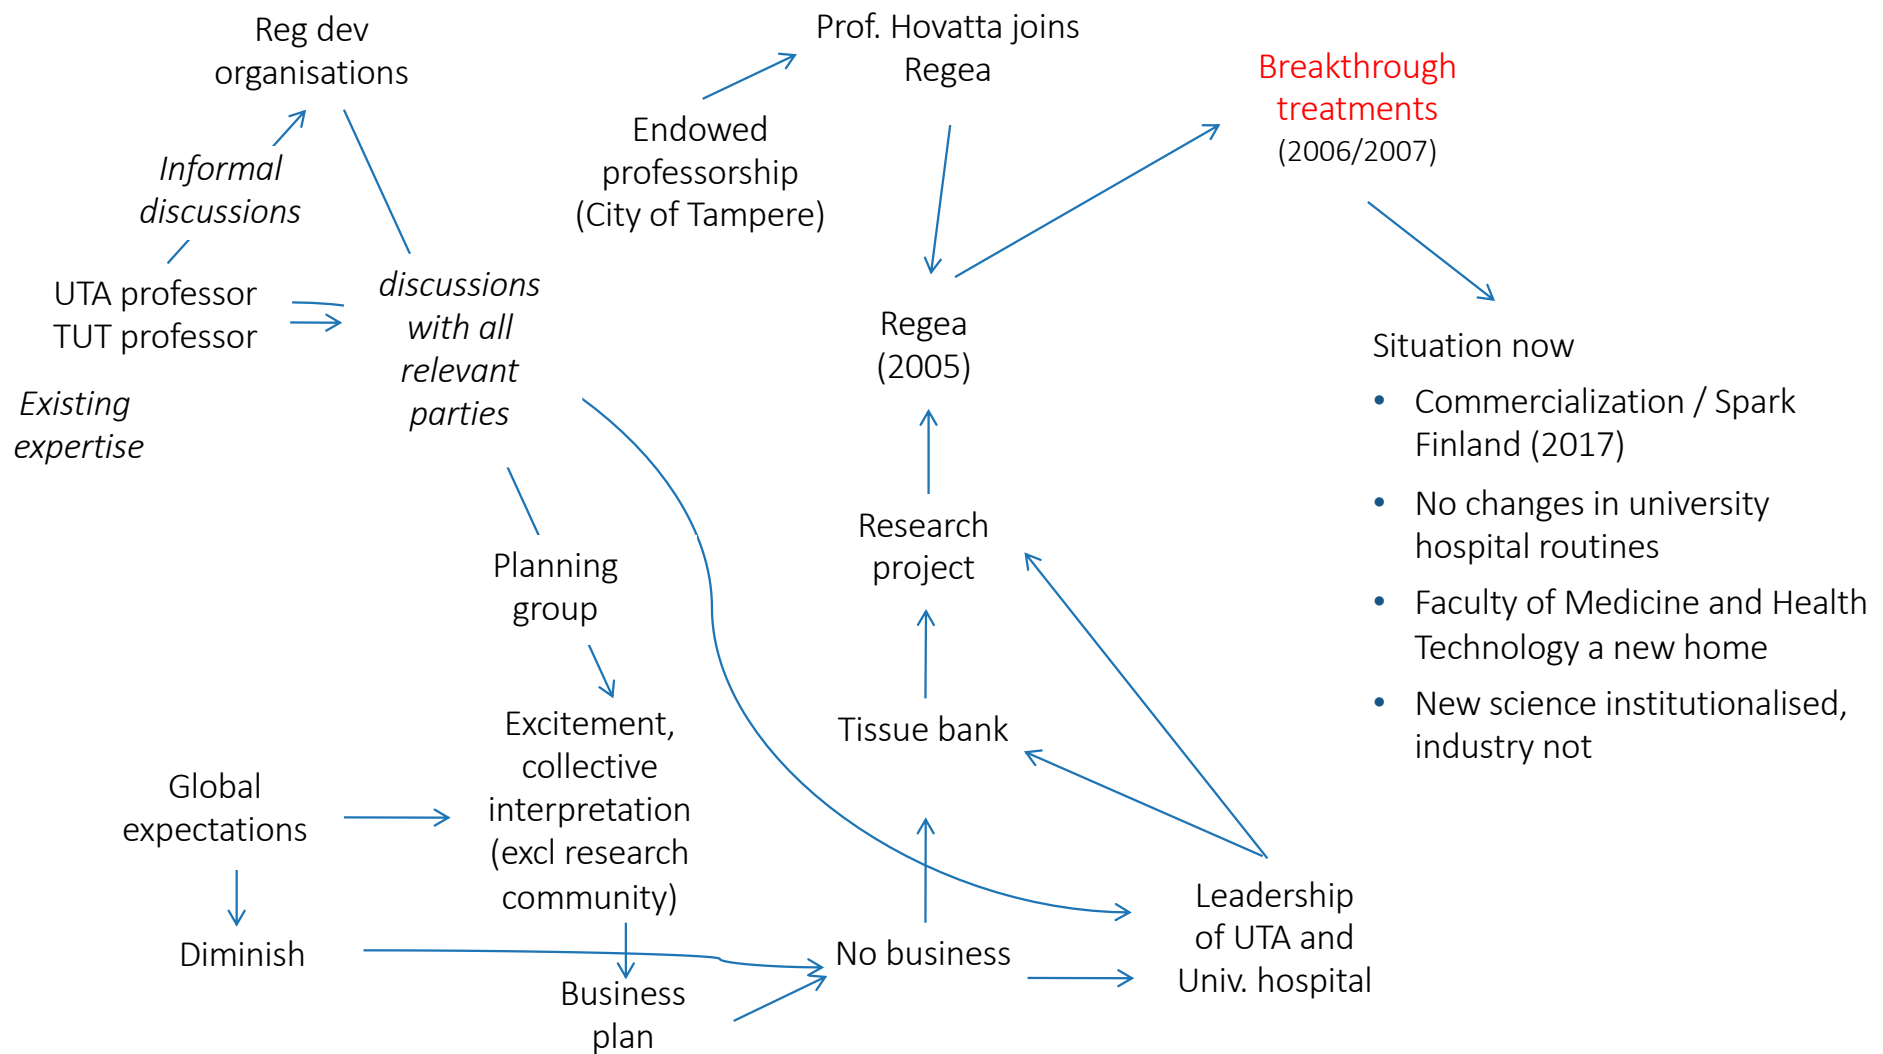 Reg dev
organisations
Informal
discussions
UTA professor
TUT professor
Existing
expertise
discussions
with all
relevant
parties
Planning
group
Excitement,
collective
interpretation
(excl research
community)
Global
expectations
Diminish
Business
plan
No business
Tissue bank
Research
project
Regea
(2005)
Prof. Hovatta joins
Regea
Endowed
professorship
(City of Tampere)
Leadership
of UTA and
Univ. hospital
Breakthrough
treatments
(2006/2007)
Situation now
• Commercialization / Spark
Finland (2017)
• No changes in university
hospital routines
• Faculty of Medicine and Health
Technology a new home
• New science institutionalised,
industry not